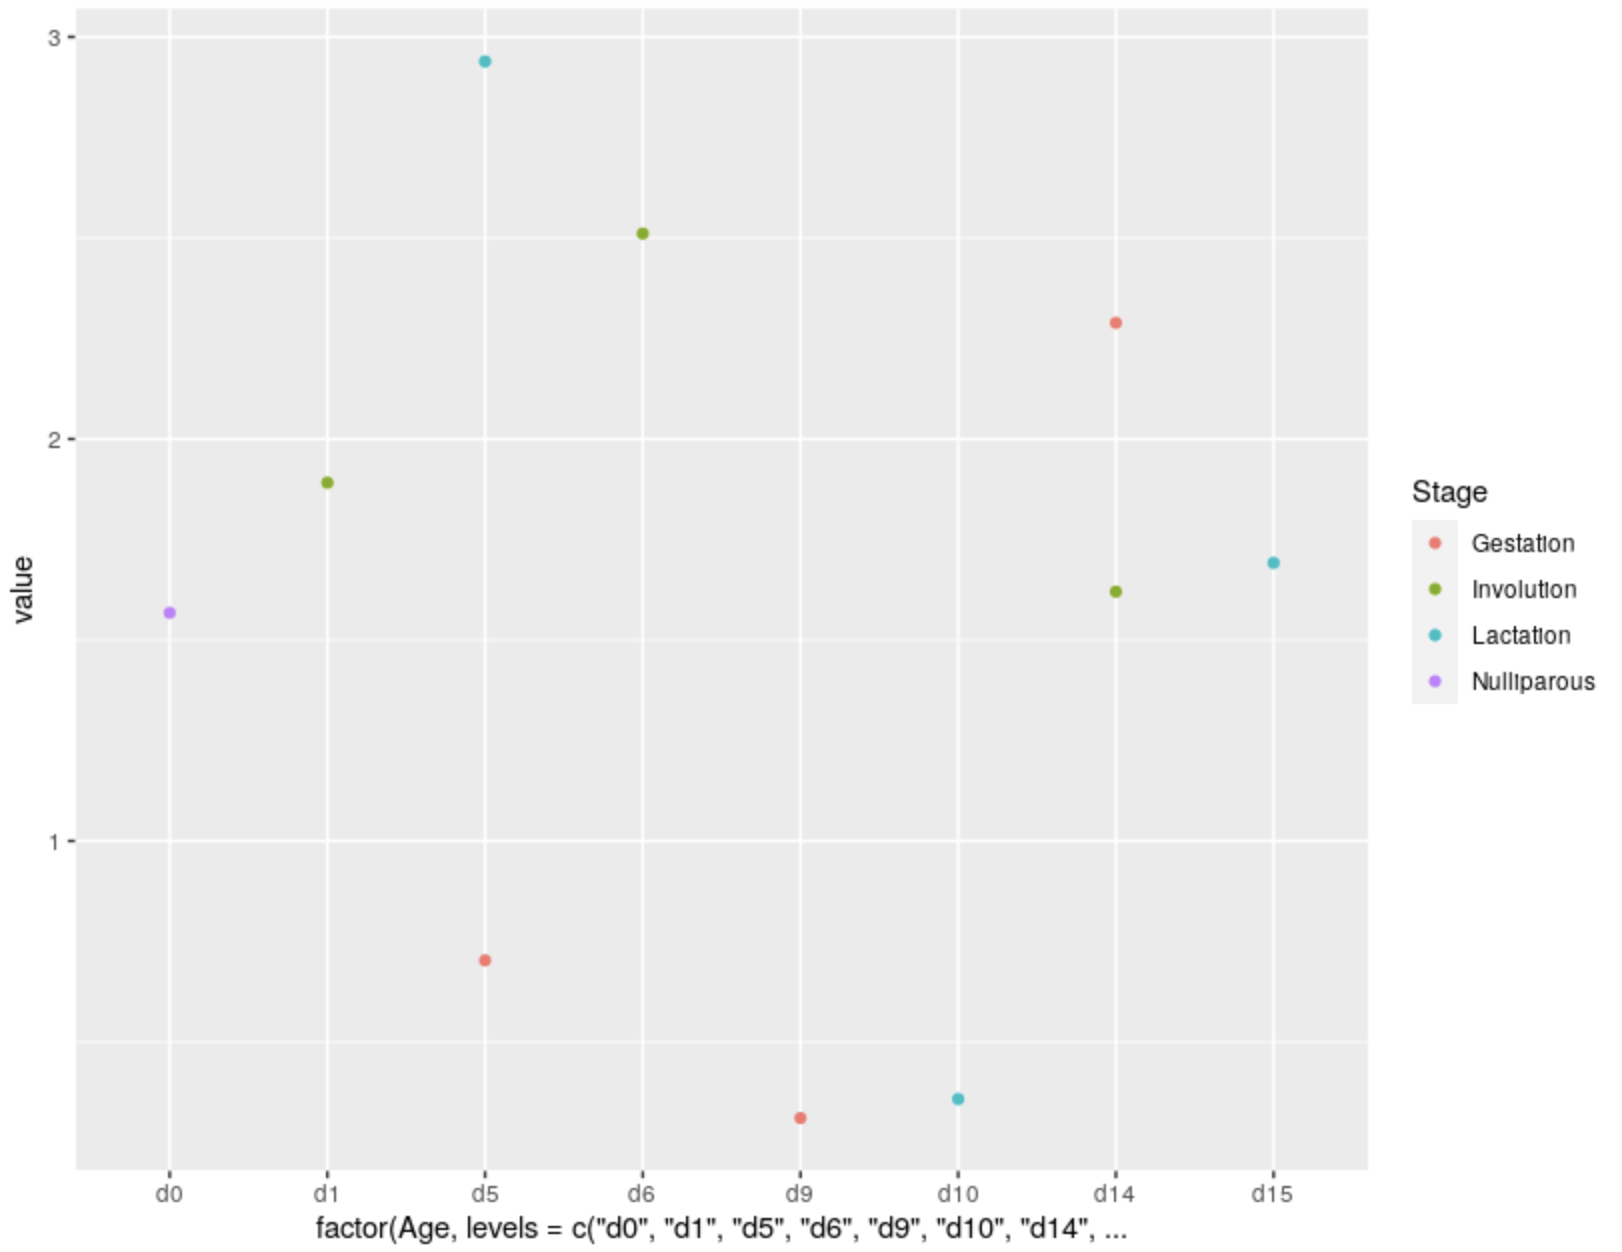 3
2
1
value
d0 d1 d5 d6 d9 d10 d14 d15
factor(Age, levels = c("d0", "d1", "d5", "d6", "d9", "d10", "d14", ...
Stage
Gestation
Involution
Lactation
Nulliparous